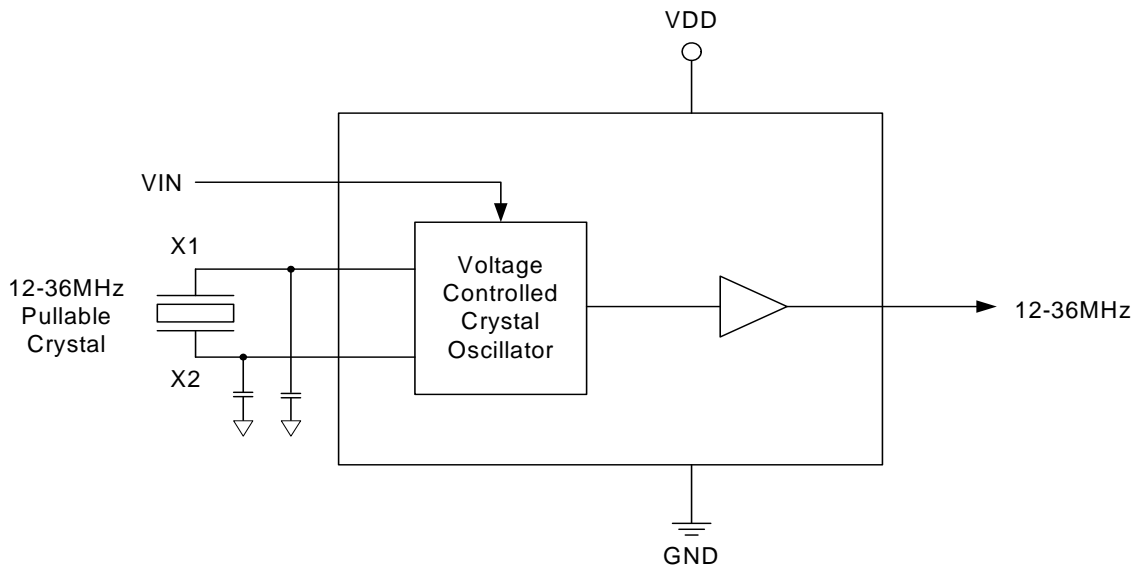 VDD
VIN
X1
12-36MHz
Pullable
Crystal
X2
Voltage
Controlled
Crystal
Oscillator
12-36MHz
GND